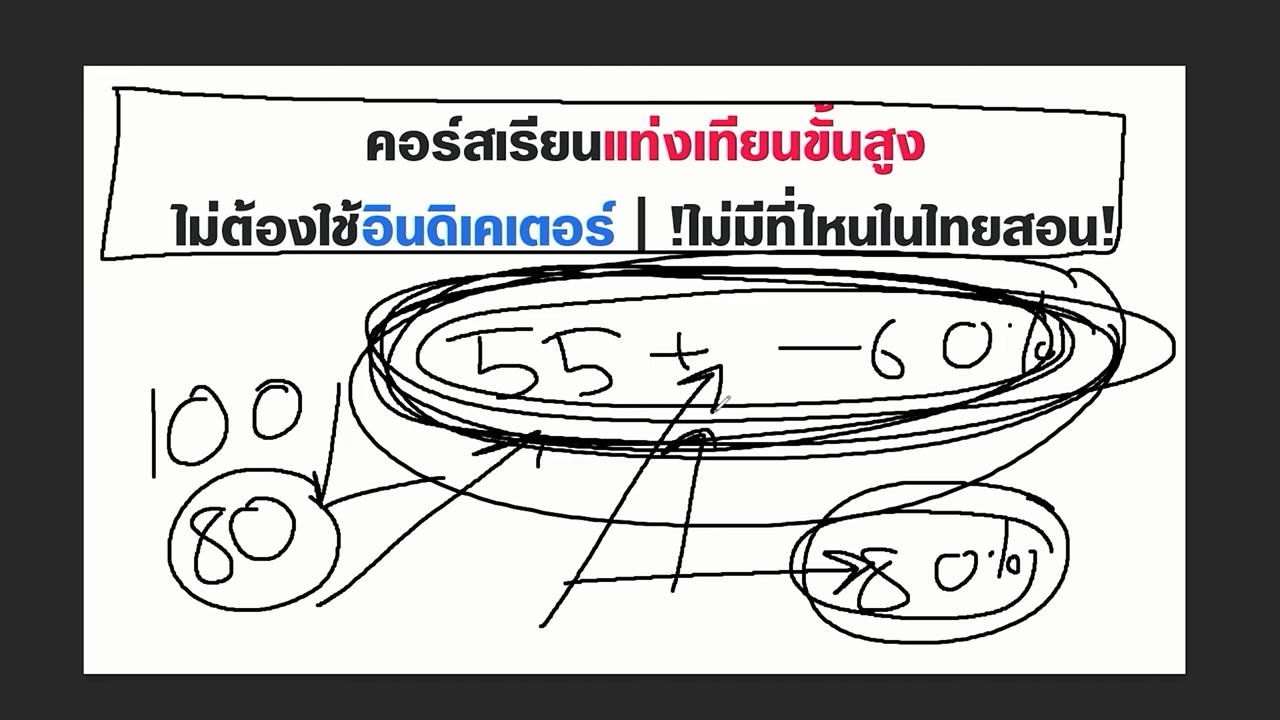 คอร์สเรียนแท่งเทียนขั้นสูง
ไม่ต้องใช้อินดิเคเตอร์ | !ไม่มีที่ไหนในไทยสอน!
55 + — 60%
100
80
80%